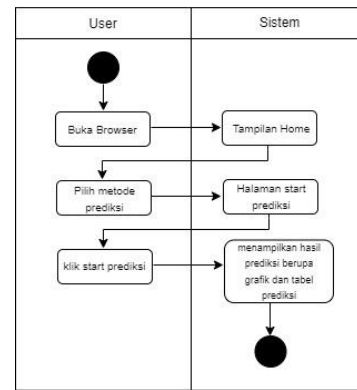 User
Sistem
Buka Browser
Tampilan Home
Pilih metode
prediksi
Halaman start
prediksi
klik start prediksi
menampilkan hasil
prediksi berupa
grafik dan tabel
prediksi